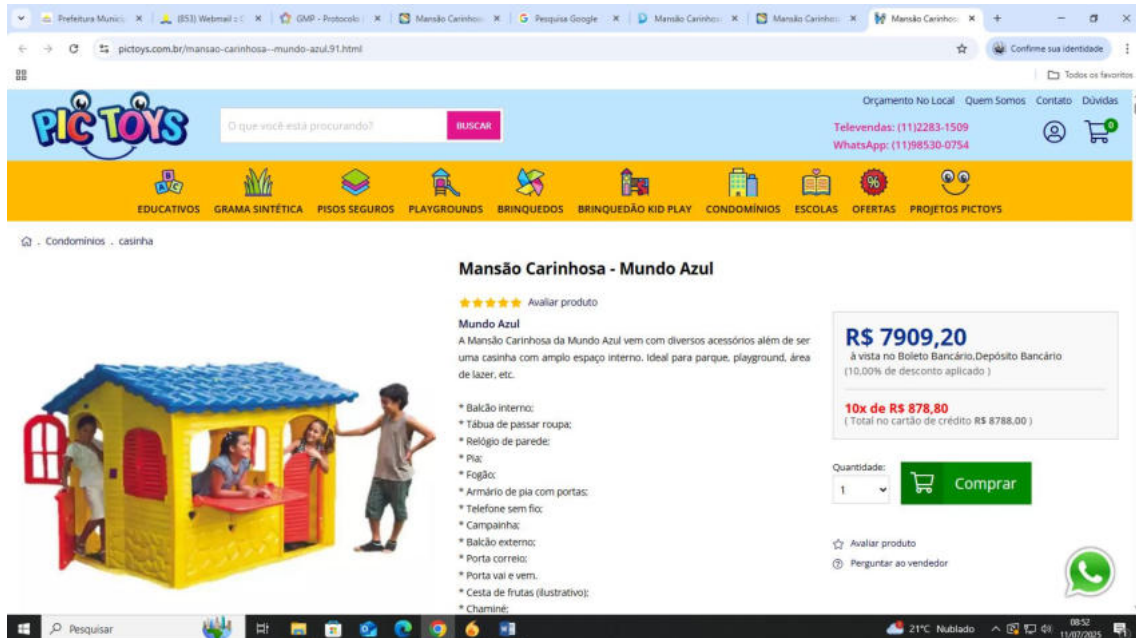 Prefeitura Munici
(853) Webmail ::
GMP - Protocolo
Mansão Carinhos
Pesquisa Google
Mansão Carinhos
Mansão Carinhos
Mansão Carinhos
pictoys.com.br/mansao-carinhosa--mundo-azul,91.html
Confirme sua identidade
Todos os favoritos
PIC TOYS
O que você está procurando?
BUSCAR
Orçamento No Local Quem Somos Contato Dúvidas
Televendas: (11)2283-1509
WhatsApp: (11)98530-0754
0
EDUCATIVOS GRAMA SINTÉTICA PISOS SEGUROS PLAYGROUNDS BRINQUEDOS BRINQUEDÃO KID PLAY CONDOMÍNIOS ESCOLAS OFERTAS PROJETOS PICTOYS
. Condomínios . casinha
Mansão Carinhosa - Mundo Azul
Avaliar produto
Mundo Azul
A Mansão Carinhosa da Mundo Azul vem com diversos acessórios além de ser
uma casinha com amplo espaço interno. Ideal para parque, playground, área
de lazer, etc.
* Balcão interno;
* Tábua de passar roupa;
* Relógio de parede;
* Pia;
* Fogão;
* Armário de pia com portas;
* Telefone sem fio;
* Campainha;
* Balcão externo;
* Porta correio;
* Porta vai e vem.
* Cesta de frutas (ilustrativo);
* Chaminé;
R$ 7909,20
à vista no Boleto Bancário,Depósito Bancário
(10,00% de desconto aplicado )
10x de R$ 878,80
( Total no cartão de crédito R$ 8788,00 )
Quantidade:
1
Comprar
Avaliar produto
Perguntar ao vendedor
Pesquisar
21°C Nublado
08:52
11/07/2025